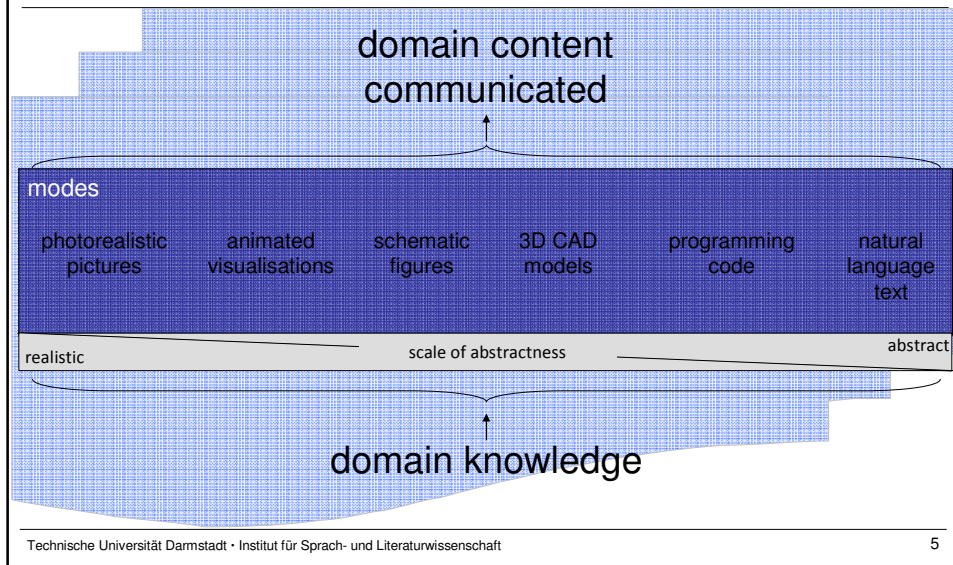 domain content
communicated
modes
photorealistic
pictures
animated
visualisations
schematic
figures
3D CAD
models
programming
code
natural
language
text
realistic
scale of abstractness
abstract
domain knowledge
Technische Universität Darmstadt • Institut für Sprach- und Literaturwissenschaft
5